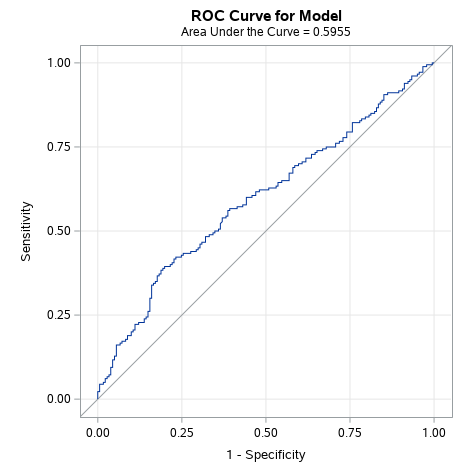 ROC Curve for Model
Area Under the Curve = 0.5955
1.00
0.75
0.50
0.25
0.00
Sensitivity
0.00 0.25 0.50 0.75 1.00
1 - Specificity